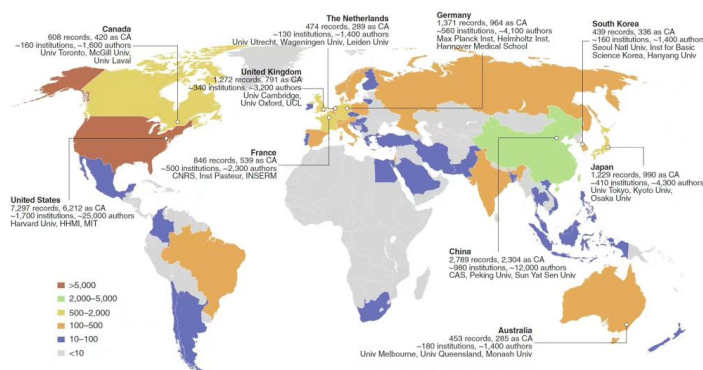 Canada
608 records, 420 as CA
~160 institutions, ~1,600 authors
Univ Toronto, McGill Univ,
Univ Laval
The Netherlands
474 records, 289 as CA
~130 institutions, ~1,400 authors
Univ Utrecht, Wageningen Univ, Leiden Univ
Germany
1,371 records, 964 as CA
~560 institutions, ~4,100 authors
Max Planck Inst, Helmholtz Inst,
Hannover Medical School
South Korea
439 records, 336 as CA
~160 institutions, ~1,400 authors
Seoul Natl Univ, Inst for Basic
Science Korea, Hanyang Univ
United Kingdom
1,272 records, 791 as CA
~340 institutions, ~3,200 authors
Univ Cambridge,
Univ Oxford, UCL
France
846 records, 539 as CA
~500 institutions, ~2,300 authors
CNRS, Inst Pasteur, INSERM
United States
7,297 records, 6,212 as CA
~1,700 institutions, ~25,000 authors
Harvard Univ, HHMI, MIT
Japan
1,229 records, 990 as CA
~410 institutions, ~4,300 authors
Univ Tokyo, Kyoto Univ,
Osaka Univ
China
2,789 records, 2,304 as CA
~980 institutions, ~12,000 authors
CAS, Peking Univ, Sun Yat Sen Univ
>5,000
2,000–5,000
500–2,000
100–500
10–100
<10
Australia
453 records, 285 as CA
~180 institutions, ~1,400 authors
Univ Melbourne, Univ Queensland, Monash Univ